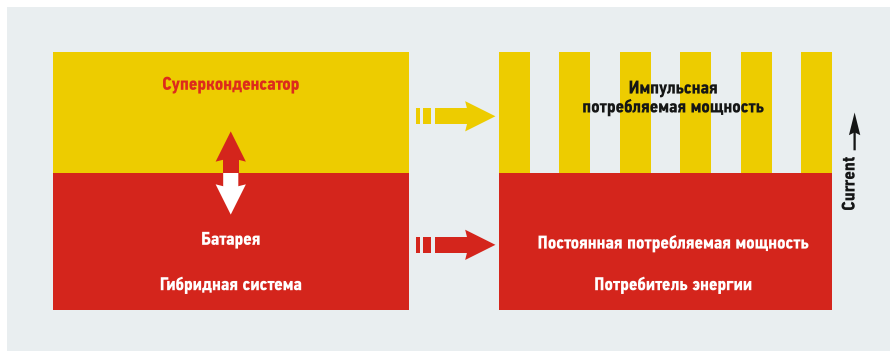 Суперконденсатор
Батарея
Гибридная система
Импульсная
потребляемая мощность
Постоянная потребляемая мощность
Потребитель энергии
Current